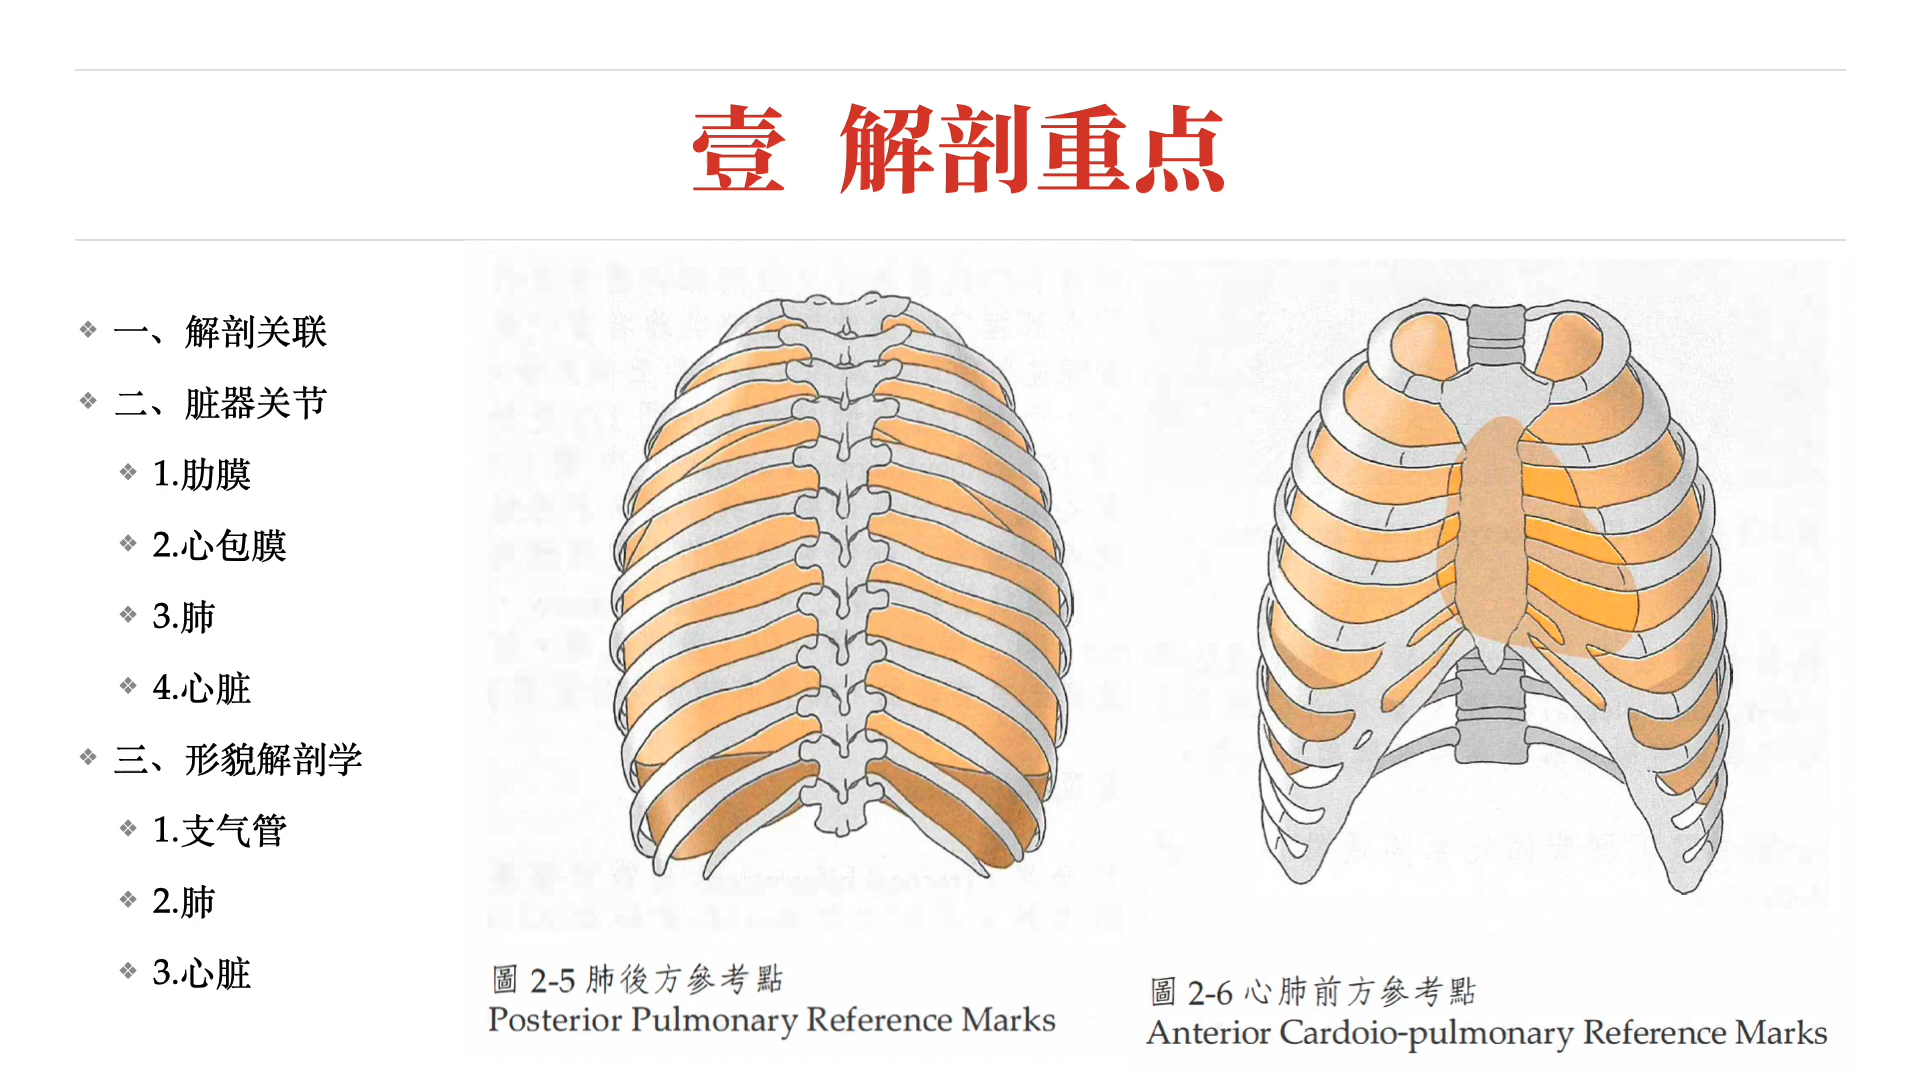 壹 解剖重点
一、解剖关联
二、脏器关节
1.肋膜
2.心包膜
3.肺
4.心脏
三、形貌解剖学
1.支气管
2.肺
3.心脏
圖 2-5 肺後方參考點
Posterior Pulmonary Reference Marks
圖 2-6 心肺前方參考點
Anterior Cardoio-pulmonary Reference Marks